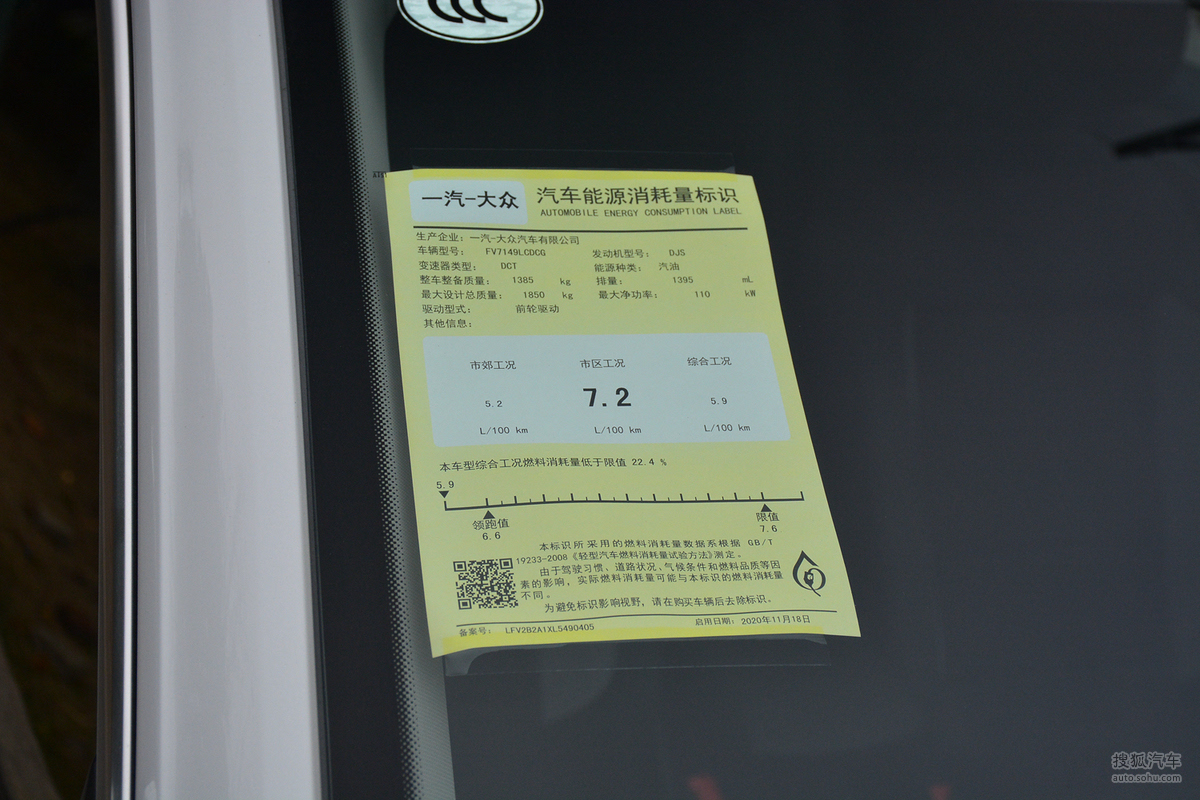 一汽-大众 汽车能源消耗量标识
AUTOMOBILE ENERGY CONSUMPTION LABEL
生产企业：一汽-大众汽车有限公司
车辆型号： FV7149LCDCG 发动机型号： DJS
变速器类型： DCT 能源种类： 汽油
整车整备质量： 1385 kg 排量： 1395 mL
最大设计总质量： 1850 kg 最大净功率： 110 kW
驱动型式： 前轮驱动
其他信息：
市郊工况 市区工况 综合工况
5.2 7.2 5.9
L/100 km L/100 km L/100 km
本车型综合工况燃料消耗量低于限值 22.4 %
5.9
领跑值 限值
6.6 7.6
本标识所采用的燃料消耗量数据系根据 GB/T
19233-2008《轻型汽车燃料消耗量试验方法》测定。
由于驾驶习惯、道路状况、气候条件和燃料品质等因
素的影响，实际燃料消耗量可能与本标识的燃料消耗量
不同。
为避免标识影响视野，请在购买车辆后去除标识。
备案号： LFV2B2A1XL5490405 启用日期：2020年11月18日
搜狐汽车
auto.sohu.com